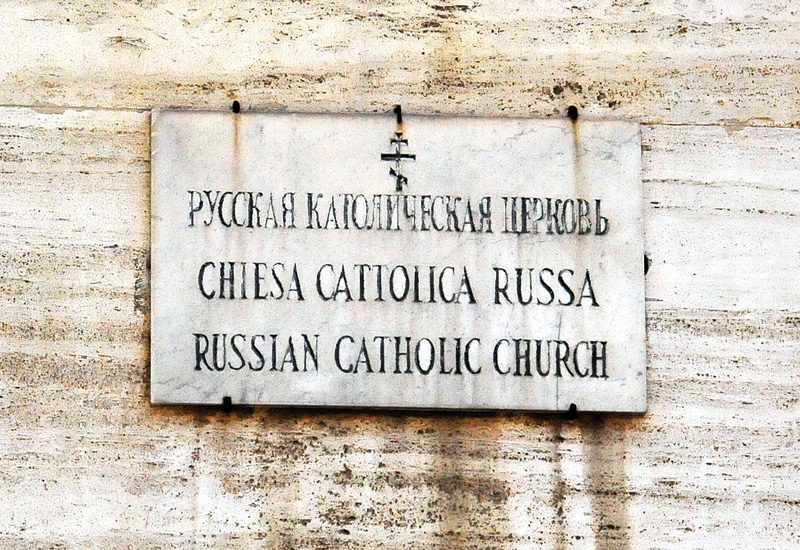 РУССКАЯ КАТОЛИЧЕСКАЯ ЦЕРКОВЬ
CHIESA CATTOLICA RUSSA
RUSSIAN CATHOLIC CHURCH